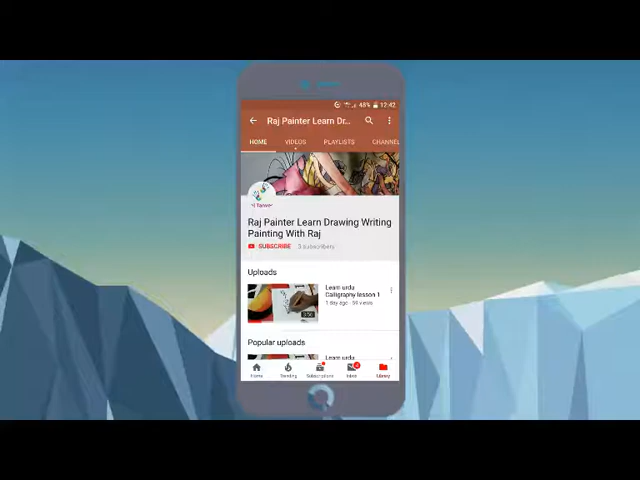 48% 12:42
Raj Painter Learn Dr...
HOME VIDEOS PLAYLISTS CHANNEL
Raj Painter Learn Drawing Writing
Painting With Raj
SUBSCRIBE 3 subscribers
Uploads
Learn urdu
Calligraphy lesson 1
1 day ago
Popular uploads
Learn urdu
Home Trending Subscriptions Inbox Library